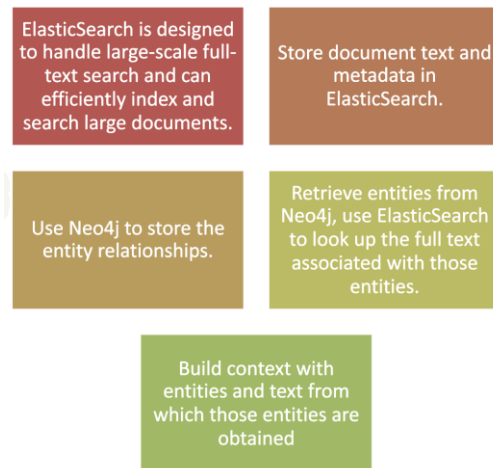 ElasticSearch is designed
to handle large-scale full-
text search and can
efficiently index and
search large documents.
Store document text and
metadata in
ElasticSearch.
Use Neo4j to store the
entity relationships.
Retrieve entities from
Neo4j, use ElasticSearch
to look up the full text
associated with those
entities.
Build context with
entities and text from
which those entities are
obtained